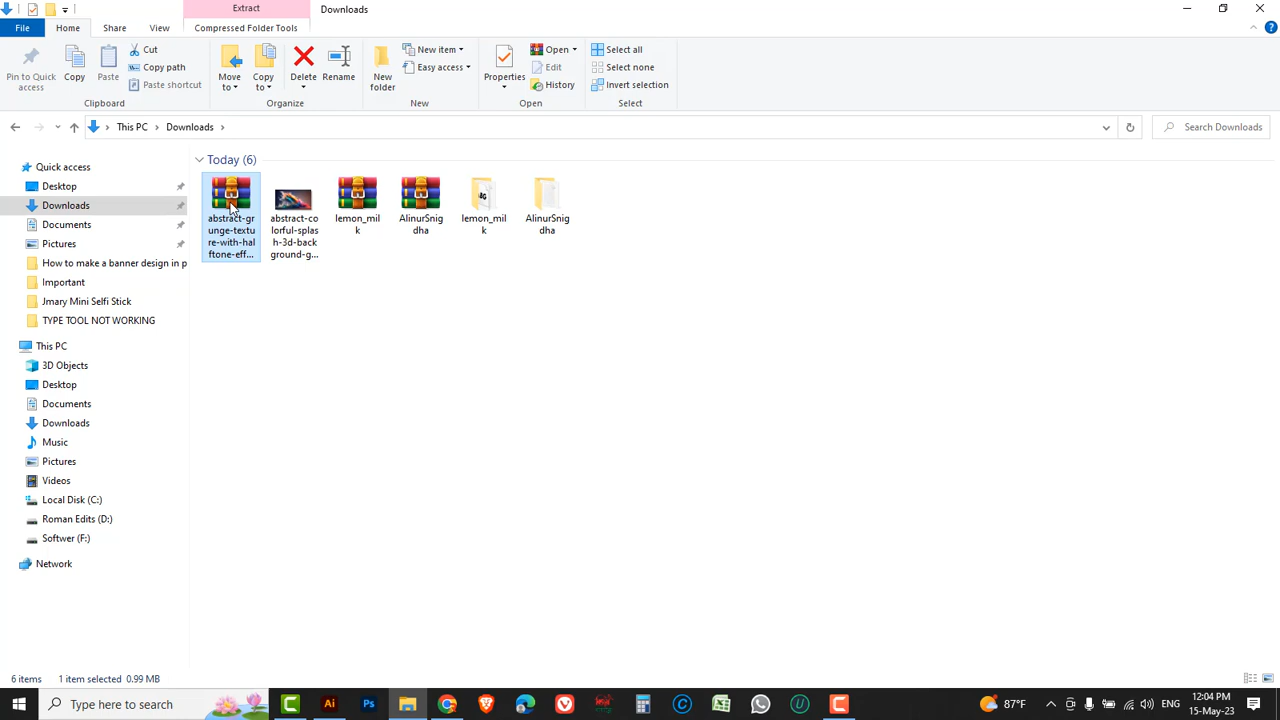 Extract
Downloads
File
Home
Share
View
Compressed Folder Tools
Pin to Quick
access
Copy
Paste
Cut
Copy path
Paste shortcut
Clipboard
Move
to
Copy
to
Delete
Rename
Organize
New
folder
New item
Easy access
New
Properties
Open
Edit
History
Open
Select all
Select none
Invert selection
Select
This PC
Downloads
Search Downloads
Quick access
Desktop
Downloads
Documents
Pictures
How to make a banner design in p
Important
Jmary Mini Selfi Stick
TYPE TOOL NOT WORKING
This PC
3D Objects
Desktop
Documents
Downloads
Music
Pictures
Videos
Local Disk (C:)
Roman Edits (D:)
Softwer (F:)
Network
Today (6)
abstract-gr
unge-textu
re-with-hal
ftone-eff...
abstract-co
lorful-splas
h-3d-back
ground-g...
lemon_mil
k
AlinurSnig
dha
lemon_mil
k
AlinurSnig
dha
6 items
1 item selected
0.99 MB
Type here to search
Ai
Ps
87°F
ENG
12:04 PM
15-May-23